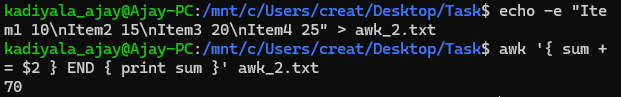 kadiyala_ajay@Ajay-PC:/mnt/c/Users/creat/Desktop/Task$ echo -e "Ite
m1 10\nItem2 15\nItem3 20\nItem4 25" > awk_2.txt
kadiyala_ajay@Ajay-PC:/mnt/c/Users/creat/Desktop/Task$ awk '{ sum +
= $2 } END { print sum }' awk_2.txt
70